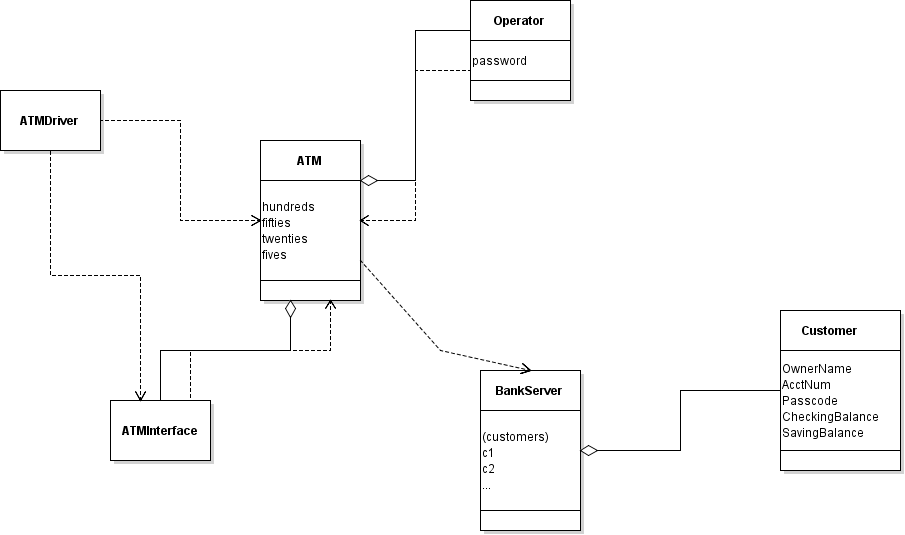 Operator
password
ATMDriver
ATM
hundreds
fifties
twenties
fives
Customer
OwnerName
AcctNum
Passcode
CheckingBalance
SavingBalance
BankServer
(customers)
c1
c2
...
ATMInterface